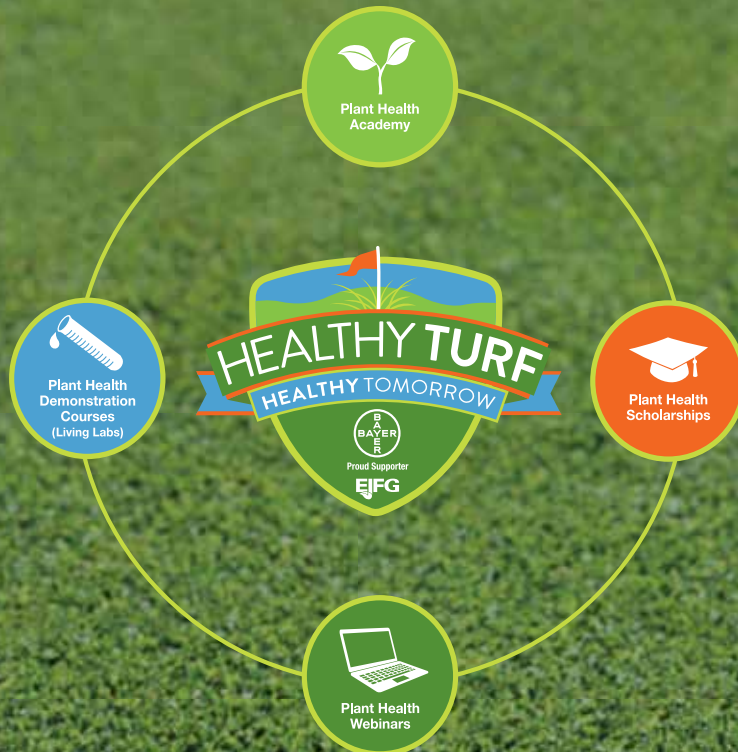 Plant Health
Academy
HEALTHY TURF
HEALTHY TOMORROW
BAYER
BAYER
Proud Supporter
EIFG
Plant Health
Demonstration
Courses
(Living Labs)
Plant Health
Scholarships
Plant Health
Webinars